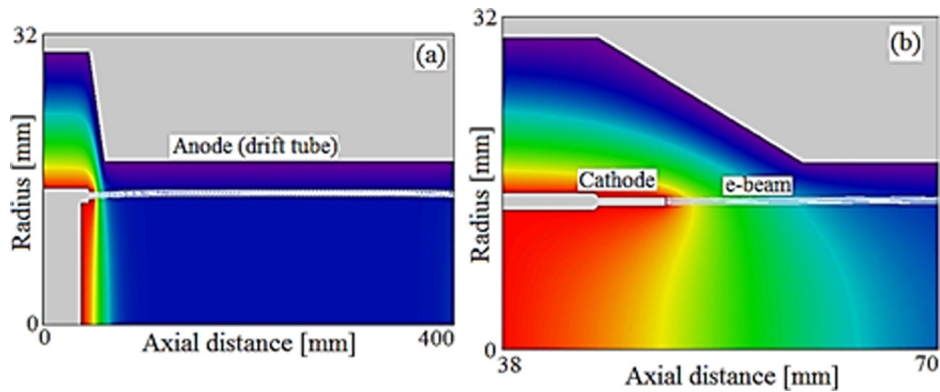 32
(a)
Anode (drift tube)
Radius [mm]
0
0
400
Axial distance [mm]
32
(b)
Cathode
e-beam
Radius [mm]
0
38
70
Axial distance [mm]